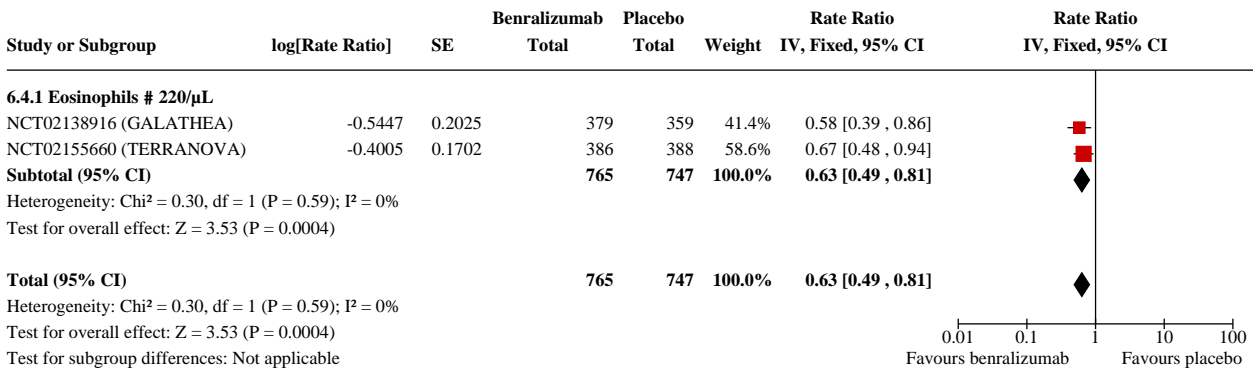 Benralizumab Placebo Rate Ratio Rate Ratio
Study or Subgroup log[Rate Ratio] SE Total Total Weight IV, Fixed, 95% CI IV, Fixed, 95% CI
6.4.1 Eosinophils # 220/µL
NCT02138916 (GALATHEA) -0.5447 0.2025 379 359 41.4% 0.58 [0.39 , 0.86]
NCT02155660 (TERRANOVA) -0.4005 0.1702 386 388 58.6% 0.67 [0.48 , 0.94]
Subtotal (95% CI) 765 747 100.0% 0.63 [0.49 , 0.81]
Heterogeneity: Chi² = 0.30, df = 1 (P = 0.59); I² = 0%
Test for overall effect: Z = 3.53 (P = 0.0004)
Total (95% CI) 765 747 100.0% 0.63 [0.49 , 0.81]
Heterogeneity: Chi² = 0.30, df = 1 (P = 0.59); I² = 0%
Test for overall effect: Z = 3.53 (P = 0.0004)
0.01 0.1 1 10 100
Test for subgroup differences: Not applicable Favours benralizumab Favours placebo